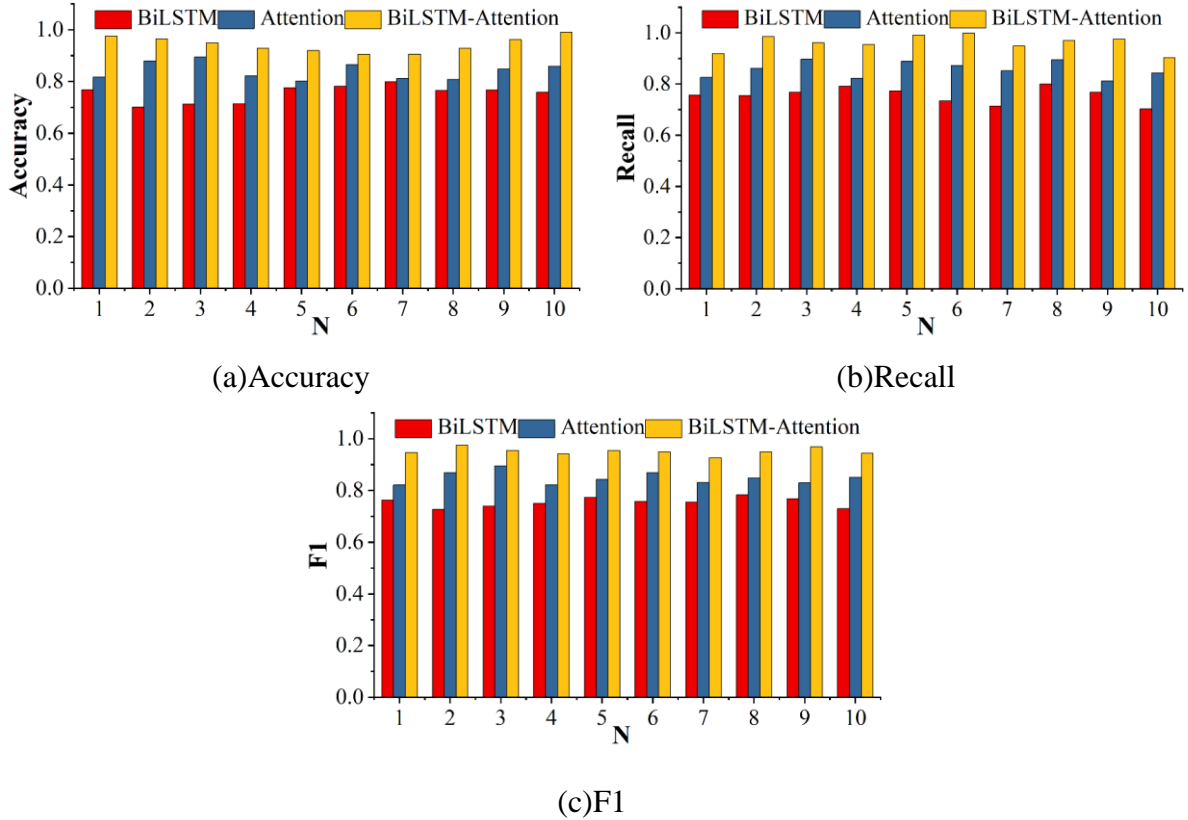 BiLSTM Attention BiLSTM-Attention
1.0
0.8
0.6
0.4
0.2
0.0
Accuracy
1 2 3 4 5 6 7 8 9 10
N
(a)Accuracy
BiLSTM Attention BiLSTM-Attention
1.0
0.8
0.6
0.4
0.2
0.0
Recall
1 2 3 4 5 6 7 8 9 10
N
(b)Recall
BiLSTM Attention BiLSTM-Attention
1.0
0.8
0.6
0.4
0.2
0.0
F1
1 2 3 4 5 6 7 8 9 10
N
(c)F1